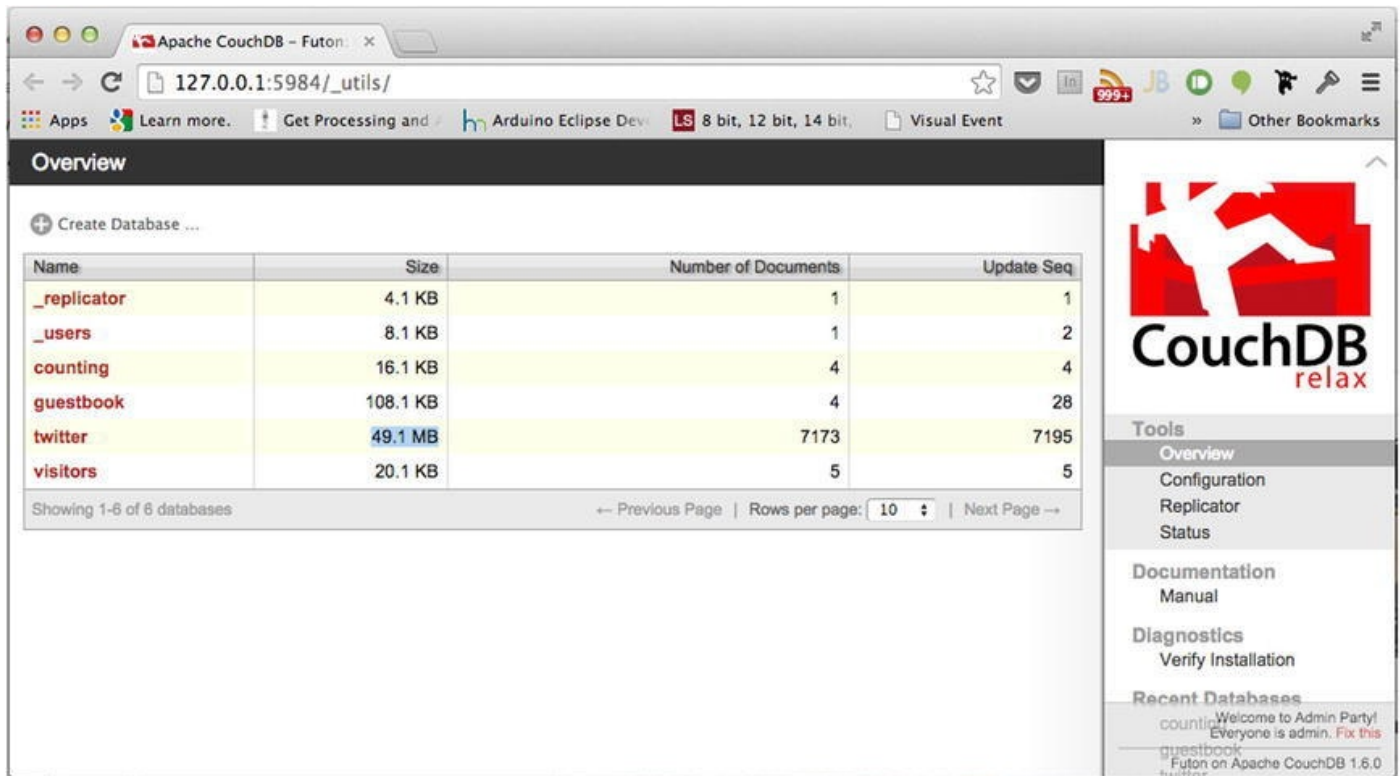 Apache CouchDB – Futon:
127.0.0.1:5984/_utils/
999+
JB
Apps
Learn more.
Get Processing and
Arduino Eclipse Dev
LS
8 bit, 12 bit, 14 bit,
Visual Event
»
Other Bookmarks
Overview
Create Database ...
Name Size Number of Documents Update Seq
_replicator 4.1 KB 1 1
_users 8.1 KB 1 2
counting 16.1 KB 4 4
guestbook 108.1 KB 4 28
twitter 49.1 MB 7173 7195
visitors 20.1 KB 5 5
Showing 1-6 of 6 databases
← Previous Page | Rows per page: 10 | Next Page →
CouchDB
relax
Tools
Overview
Configuration
Replicator
Status
Documentation
Manual
Diagnostics
Verify Installation
Recent Databases
counting
Welcome to Admin Party!
Everyone is admin. Fix this
guestbook
Futon on Apache CouchDB 1.6.0